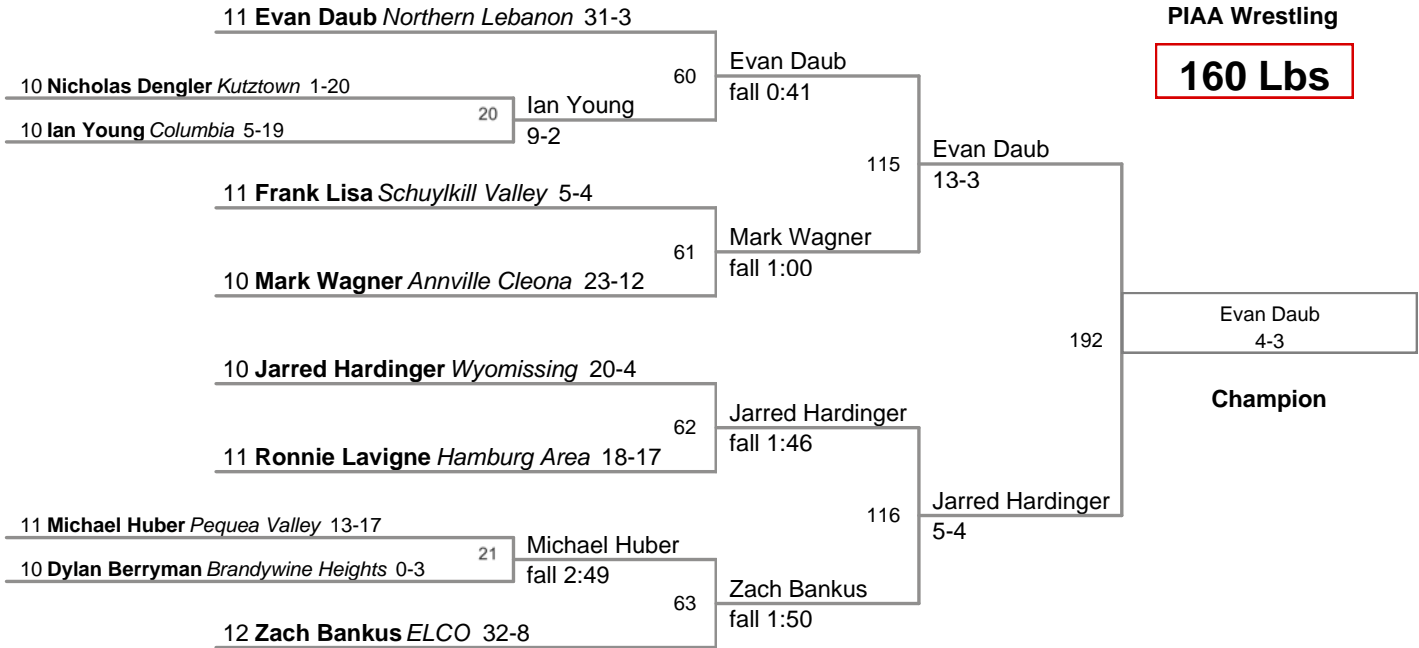 11 Evan Daub Northern Lebanon 31-3
PIAA Wrestling
160 Lbs
60
Evan Daub
fall 0:41
10 Nicholas Dengler Kutztown 1-20
20
Ian Young
9-2
10 Ian Young Columbia 5-19
115
Evan Daub
13-3
11 Frank Lisa Schuylkill Valley 5-4
61
Mark Wagner
fall 1:00
10 Mark Wagner Annville Cleona 23-12
192
Evan Daub
4-3
Champion
10 Jarred Hardinger Wyomissing 20-4
62
Jarred Hardinger
fall 1:46
11 Ronnie Lavigne Hamburg Area 18-17
116
Jarred Hardinger
5-4
11 Michael Huber Pequea Valley 13-17
21
Michael Huber
fall 2:49
10 Dylan Berryman Brandywine Heights 0-3
63
Zach Bankus
fall 1:50
12 Zach Bankus ELCO 32-8